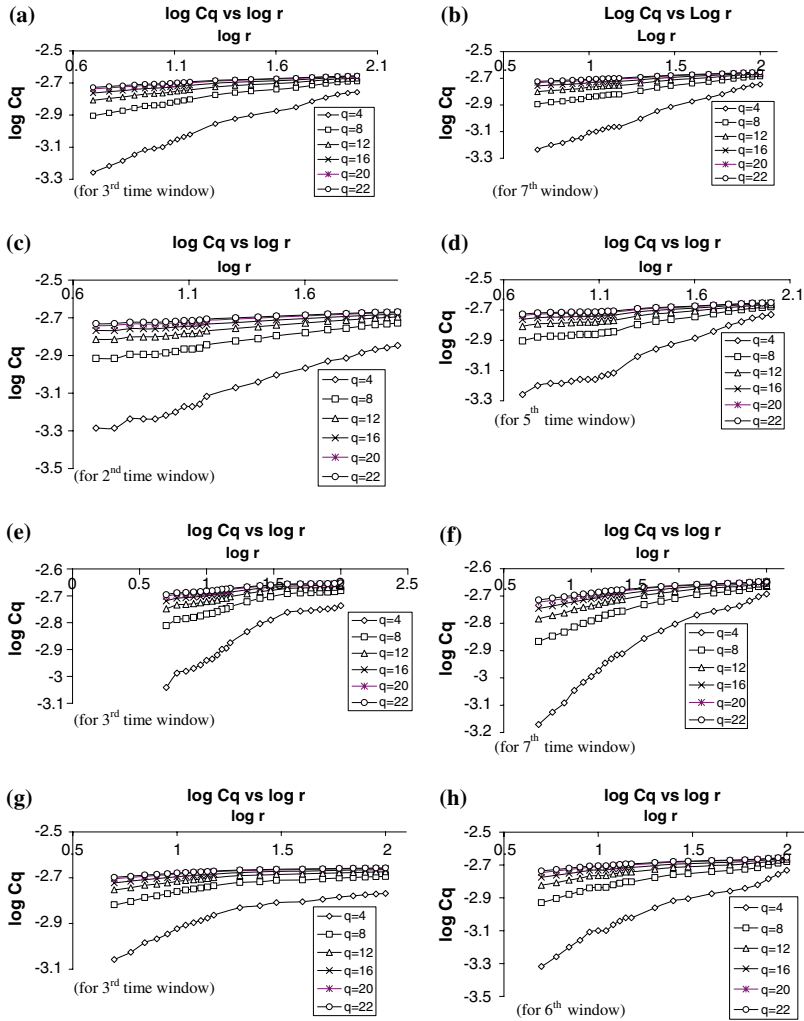 (a)
log Cq vs log r
log r
0.6 1.1 1.6 2.1
-2.5
-2.7
-2.9
-3.1
-3.3
log Cq
q=4
q=8
q=12
q=16
q=20
q=22
(for 3rd time window)
(b)
Log Cq vs Log r
Log r
0.5 1 1.5 2
-2.5
-2.7
-2.9
-3.1
-3.3
log Cq
q=4
q=8
q=12
q=16
q=20
q=22
(for 7th window)
(c)
log Cq vs log r
log r
0.6 1.1 1.6
-2.5
-2.7
-2.9
-3.1
-3.3
-3.5
log Cq
q=4
q=8
q=12
q=16
q=20
q=22
(for 2nd time window)
(d)
log Cq vs log r
log r
0.6 1.1 1.6 2.1
-2.5
-2.7
-2.9
-3.1
-3.3
log Cq
q=4
q=8
q=12
q=16
q=20
q=22
(for 5th time window)
(e)
log Cq vs log r
log r
0 0.5 1 1.5 2 2.5
-2.6
-2.7
-2.8
-2.9
-3
-3.1
log Cq
q=4
q=8
q=12
q=16
q=20
q=22
(for 3rd time window)
(f)
log Cq vs log r
log r
0.5 1 1.5 2
-2.6
-2.7
-2.8
-2.9
-3
-3.1
-3.2
log Cq
q=4
q=8
q=12
q=16
q=20
q=22
(for 7th time window)
(g)
log Cq vs log r
log r
0.5 1.0 1.5 2.0
-2.5
-2.7
-2.9
-3.1
log Cq
q=4
q=8
q=12
q=16
q=20
q=22
(for 3rd time window)
(h)
log Cq vs log r
log r
0.5 1.0 1.5 2
-2.5
-2.7
-2.9
-3.1
-3.3
-3.5
log Cq
q=4
q=8
q=12
q=16
q=20
q=22
(for 6th window)